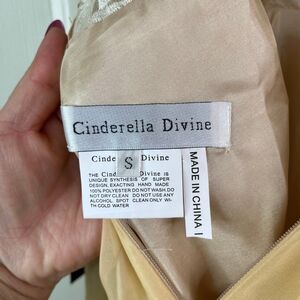 Cinderella Divine
S
Cinde Divine
THE Cind Divine IS
UNIQUE SYNTHESIS OF SUPER
DESIGN, EXACTING HAND MADE
100% POLYESTER DO NOT WASH.DO
NOT DRY CLEAN DO NOT USE ANY
ALCOHOL. SPOT CLEAN ONLY WI-
TH COLD WATER
MADE IN CHINA